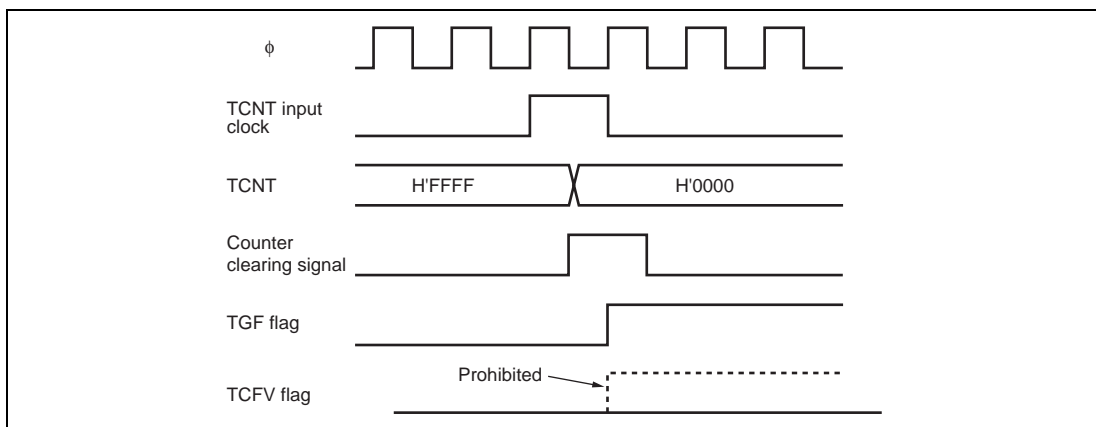 ϕ
TCNT input
clock
TCNT
H'FFFF
H'0000
Counter
clearing signal
TGF flag
Prohibited
TCFV flag